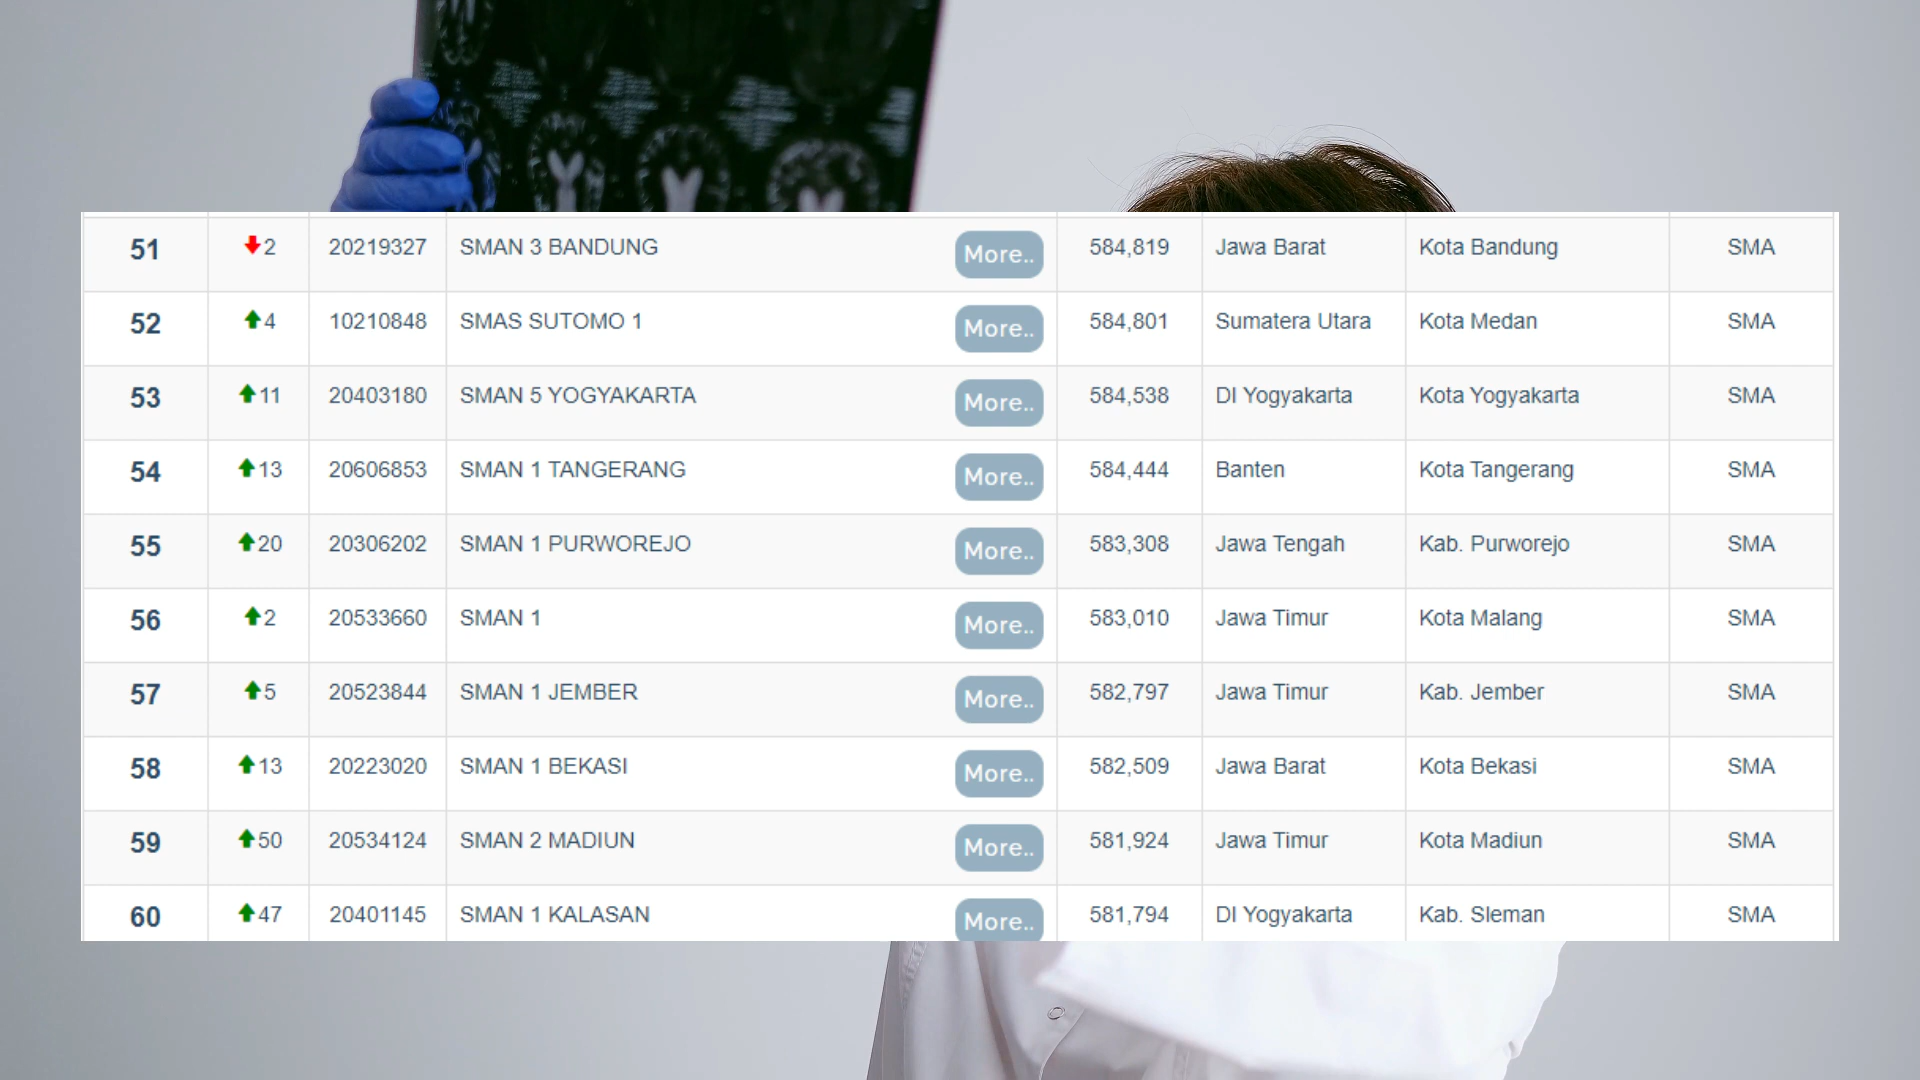 51 2 20219327 SMAN 3 BANDUNG More.. 584,819 Jawa Barat Kota Bandung SMA
52 4 10210848 SMAS SUTOMO 1 More.. 584,801 Sumatera Utara Kota Medan SMA
53 11 20403180 SMAN 5 YOGYAKARTA More.. 584,538 DI Yogyakarta Kota Yogyakarta SMA
54 13 20606853 SMAN 1 TANGERANG More.. 584,444 Banten Kota Tangerang SMA
55 20 20306202 SMAN 1 PURWOREJO More.. 583,308 Jawa Tengah Kab. Purworejo SMA
56 2 20533660 SMAN 1 More.. 583,010 Jawa Timur Kota Malang SMA
57 5 20523844 SMAN 1 JEMBER More.. 582,797 Jawa Timur Kab. Jember SMA
58 13 20223020 SMAN 1 BEKASI More.. 582,509 Jawa Barat Kota Bekasi SMA
59 50 20534124 SMAN 2 MADIUN More.. 581,924 Jawa Timur Kota Madiun SMA
60 47 20401145 SMAN 1 KALASAN More.. 581,794 DI Yogyakarta Kab. Sleman SMA